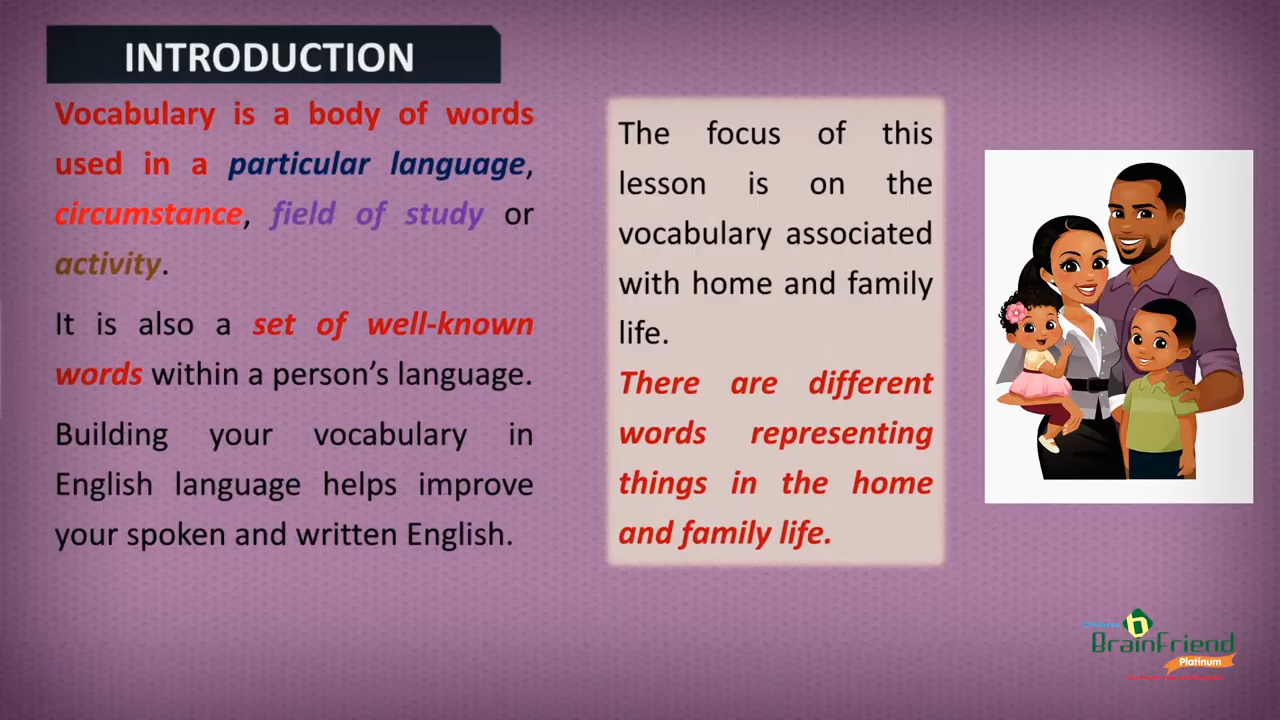 INTRODUCTION
Vocabulary is a body of words
used in a particular language,
circumstance, field of study or
activity.
It is also a set of well-known
words within a person's language.
Building your vocabulary in
English language helps improve
your spoken and written English.
The focus of this
lesson is on the
vocabulary associated
with home and family
life.
There are different
words representing
things in the home
and family life.
BrainFriend
Platinum